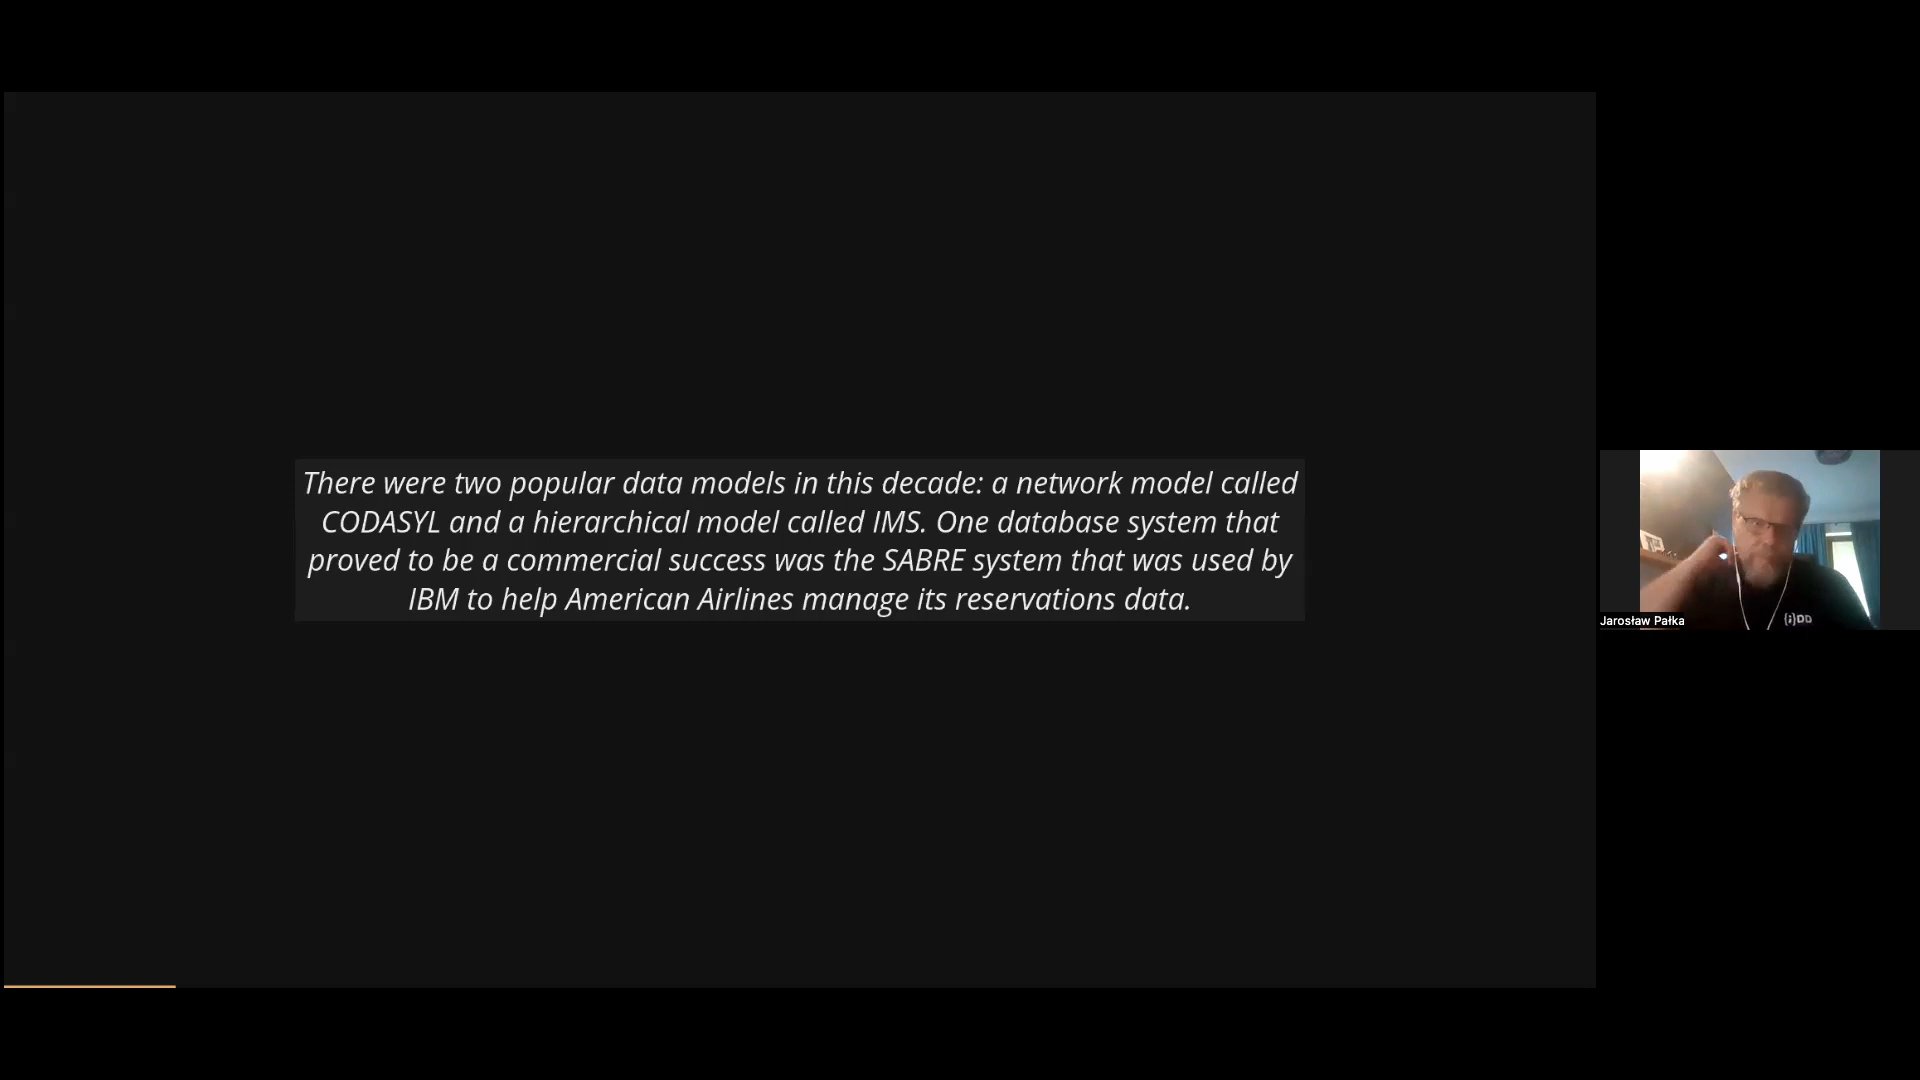 There were two popular data models in this decade: a network model called
CODASYL and a hierarchical model called IMS. One database system that
proved to be a commercial success was the SABRE system that was used by
IBM to help American Airlines manage its reservations data.
Jarosław Pałka
{;}DD